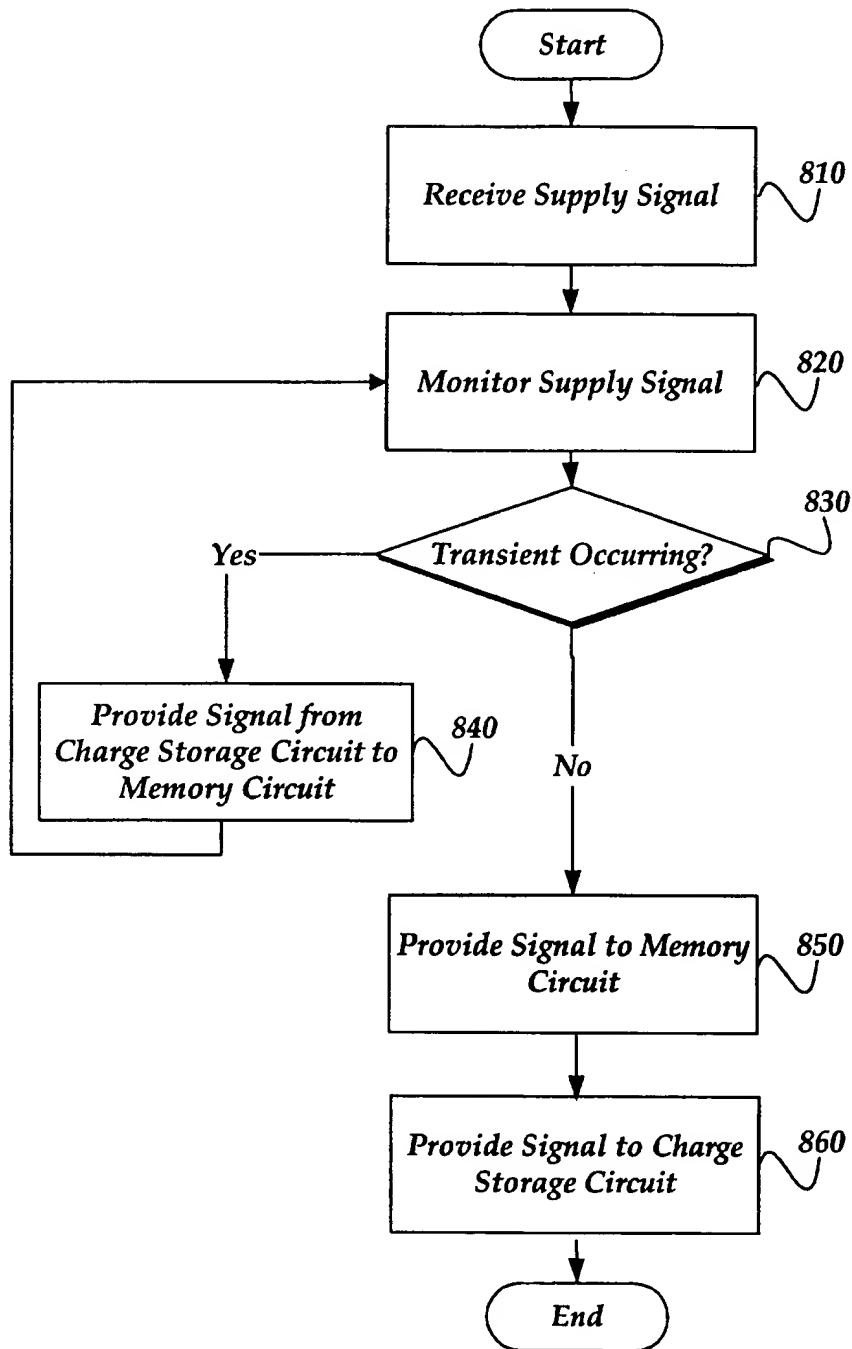 Start
Receive Supply Signal
810
Monitor Supply Signal
820
Transient Occurring?
830
Yes
Provide Signal from
Charge Storage Circuit to
Memory Circuit
840
No
Provide Signal to Memory
Circuit
850
Provide Signal to Charge
Storage Circuit
860
End